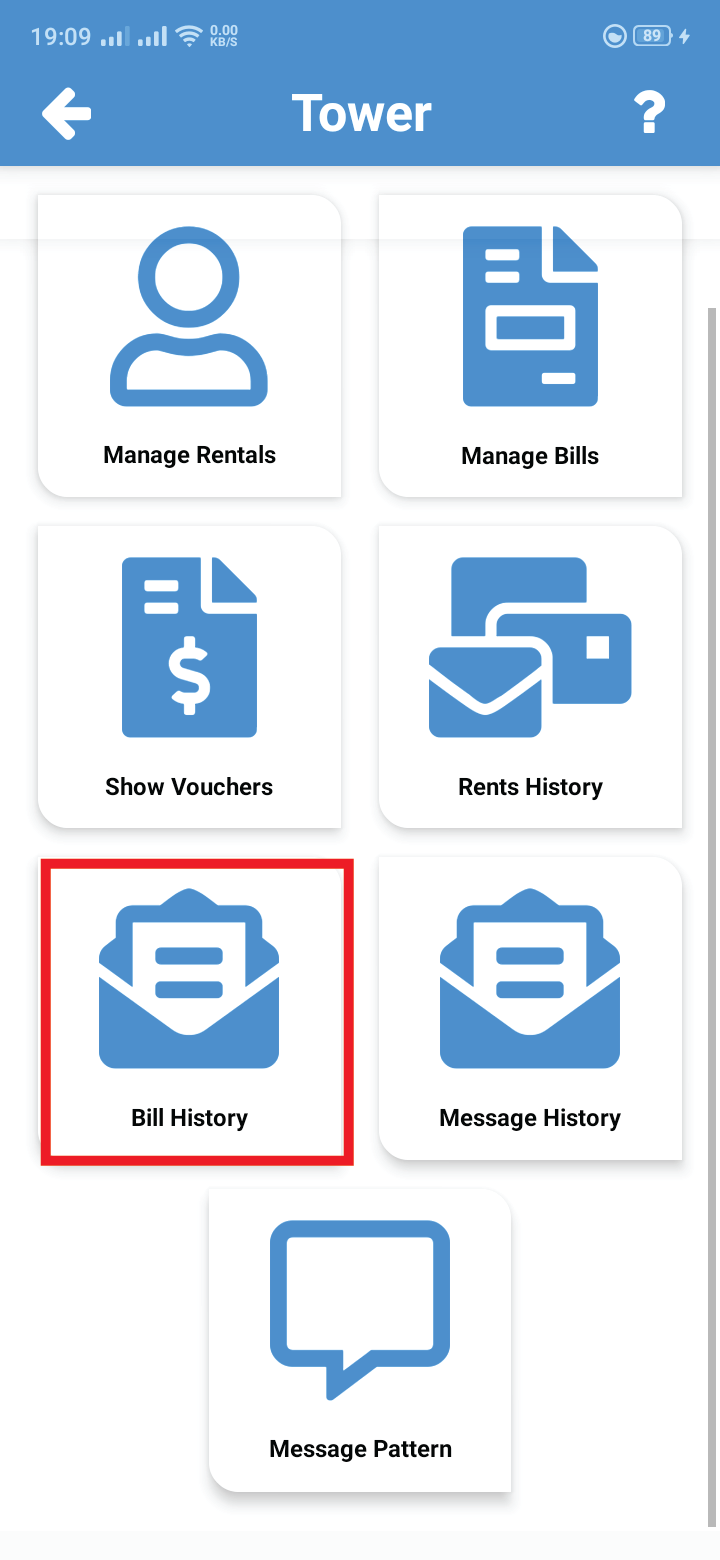 19:09 0.00 KB/S 89
Tower ?
Manage Rentals Manage Bills
$
Show Vouchers Rents History
Bill History Message History
Message Pattern